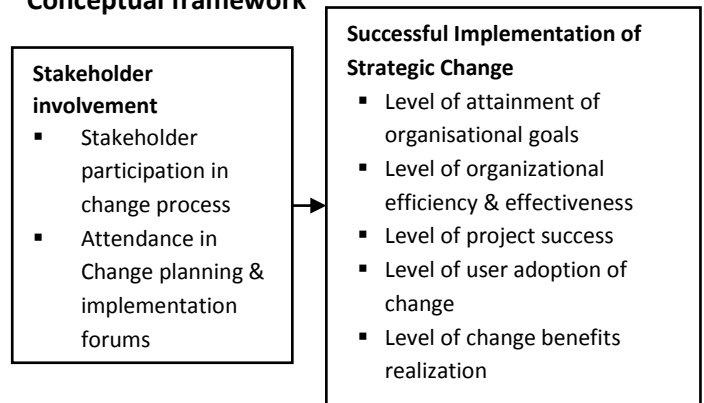 Conceptual framework
Stakeholder
involvement
▪ Stakeholder
participation in
change process
▪ Attendance in
Change planning &
implementation
forums
Successful Implementation of
Strategic Change
▪ Level of attainment of
organisational goals
▪ Level of organizational
efficiency & effectiveness
▪ Level of project success
▪ Level of user adoption of
change
▪ Level of change benefits
realization